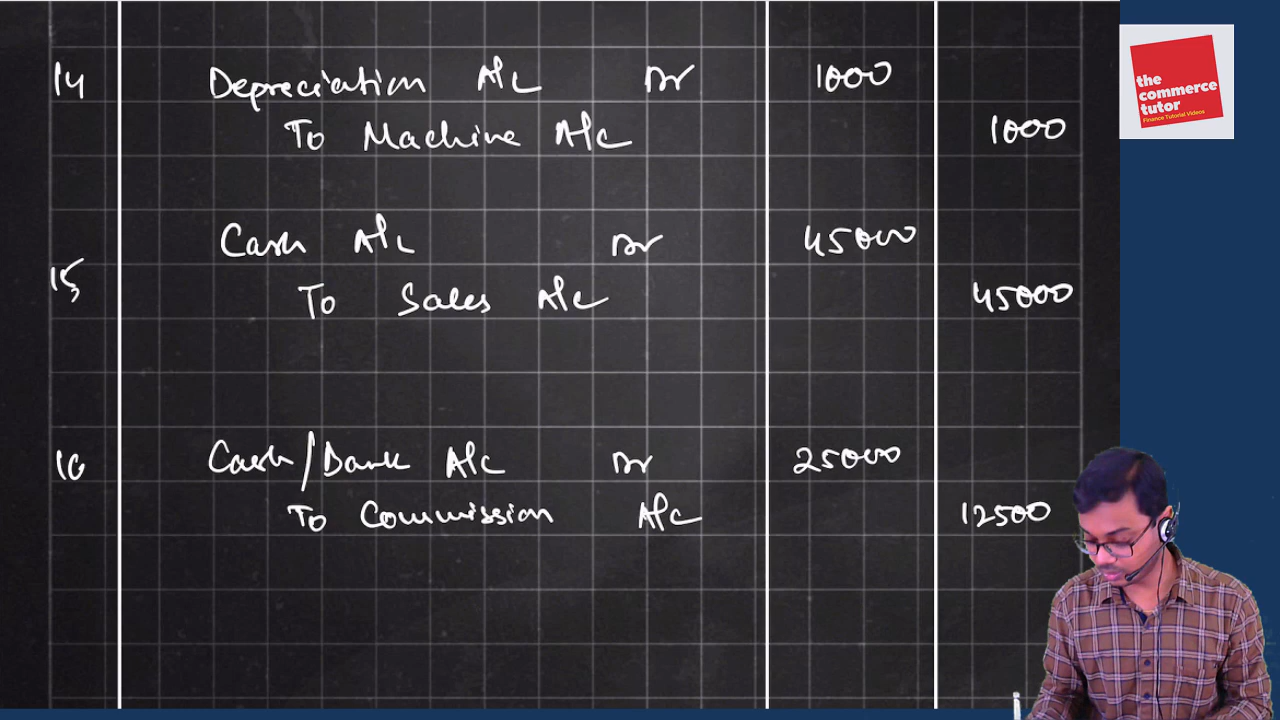 14 Depreciation A/c Dr 1000
To Machine A/c 1000
Cash A/c Dr 45000
15
To Sales A/c 45000
16 Cash/Bank A/c Dr 25000
To Commission A/c 12500
the
commerce
tutor
Finance Tutorial Videos